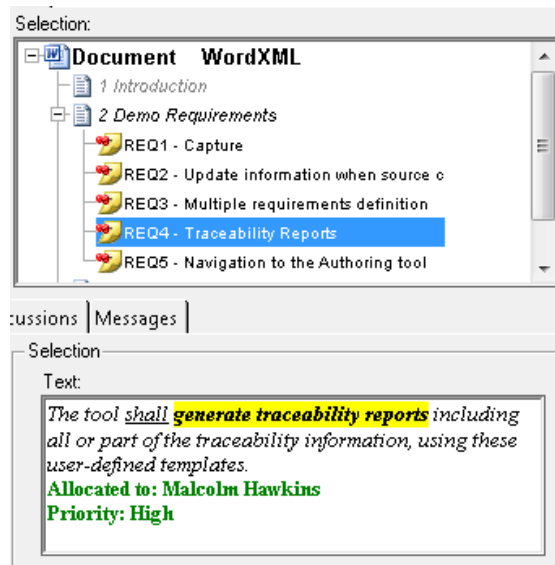 Selection:
Document WordXML
1 Introduction
2 Demo Requirements
REQ1 - Capture
REQ2 - Update information when source c
REQ3 - Multiple requirements definition
REQ4 - Traceability Reports
REQ5 - Navigation to the Authoring tool
cussions Messages
Selection
Text:
The tool shall generate traceability reports including
all or part of the traceability information, using these
user-defined templates.
Allocated to: Malcolm Hawkins
Priority: High